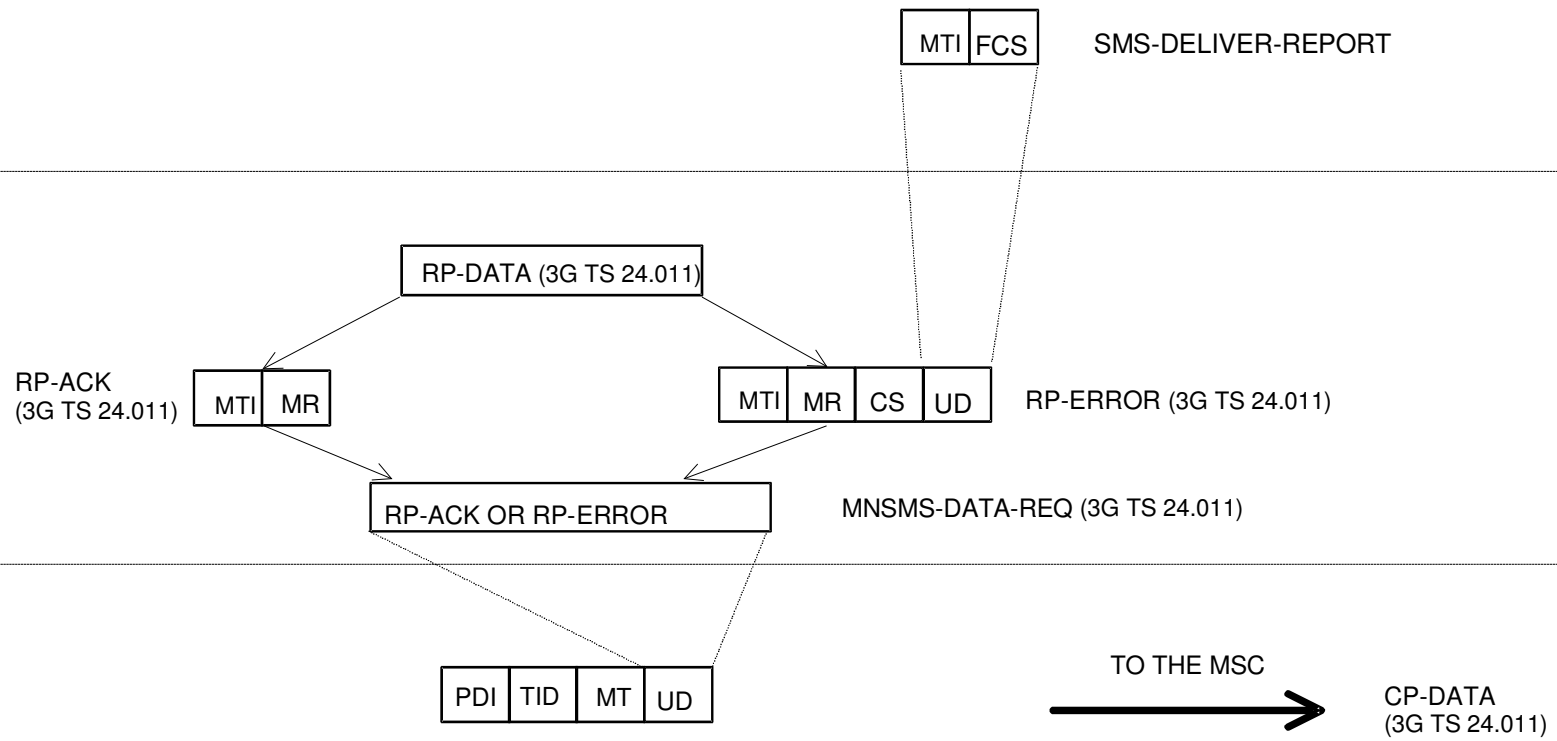 MTI FCS SMS-DELIVER-REPORT
RP-DATA (3G TS 24.011)
RP-ACK
(3G TS 24.011)
MTI MR
MTI MR CS UD
RP-ERROR (3G TS 24.011)
RP-ACK OR RP-ERROR
MNSMS-DATA-REQ (3G TS 24.011)
PDI TID MT UD
TO THE MSC
CP-DATA
(3G TS 24.011)